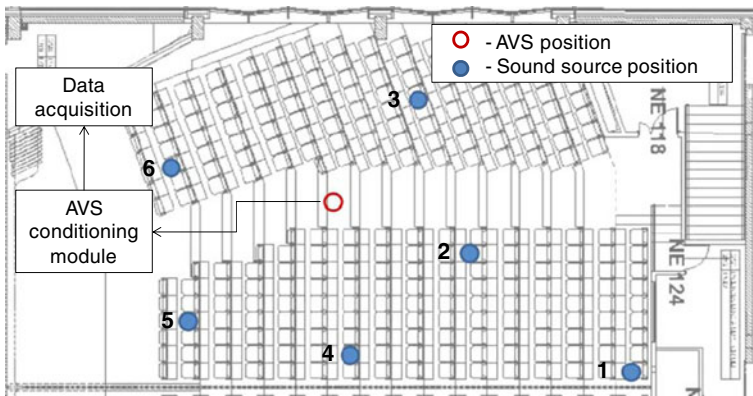 - AVS position
- Sound source position
Data
acquisition
3
NE 118
6
AVS
conditioning
module
2
NE 124
5
4
1